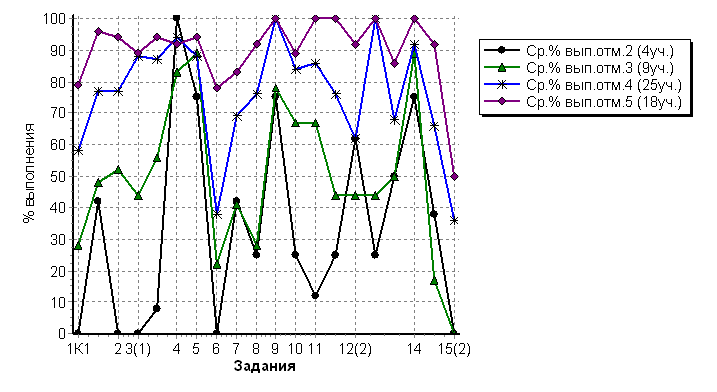 100
90
80
70
60
50
40
30
20
10
0
% выполнения
1К1 2 3(1) 4 5 6 7 8 9 10 11 12(2) 14 15(2)
Задания
Ср.% вып.отм.2 (4уч.)
Ср.% вып.отм.3 (9уч.)
Ср.% вып.отм.4 (25уч.)
Ср.% вып.отм.5 (18уч.)